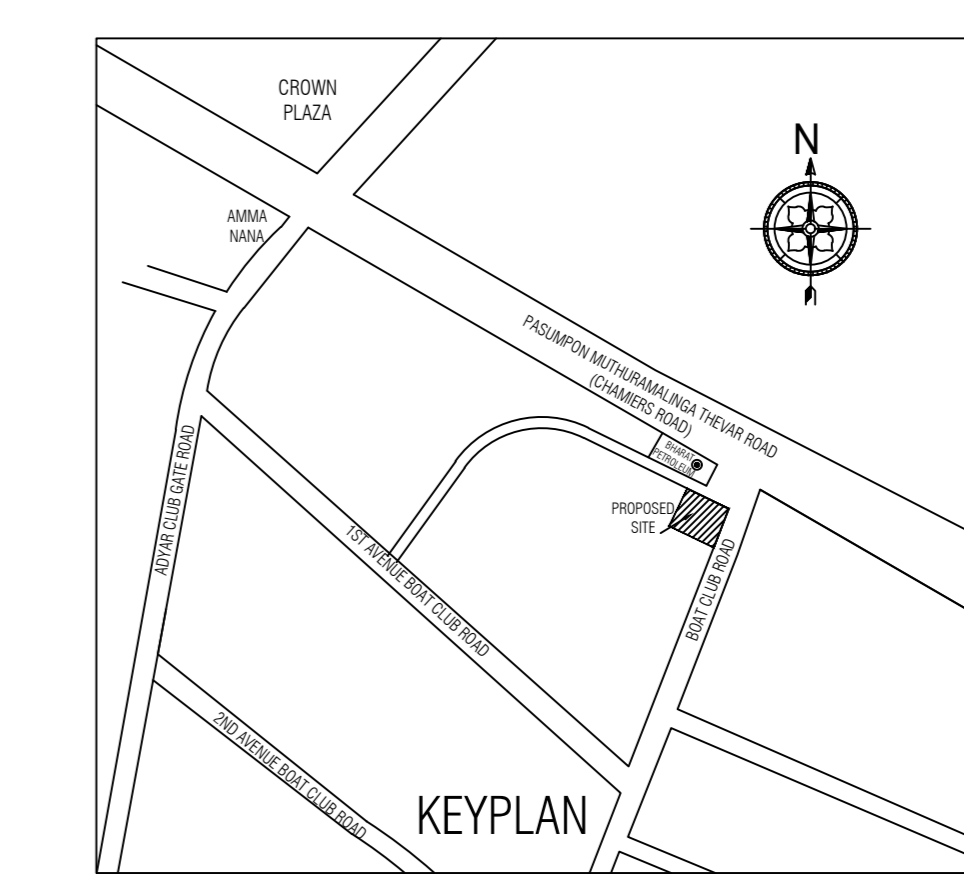 CROWN
PLAZA
N
AMMA
NANA
PASUMPON MUTHURAMALINGA THEVAR ROAD
(CHAMIERS ROAD)
BHARAT
PETROLEUM
PROPOSED
SITE
ADYAR CLUB GATE ROAD
1ST AVENUE BOAT CLUB ROAD
BOAT CLUB ROAD
2ND AVENUE BOAT CLUB ROAD
KEYPLAN